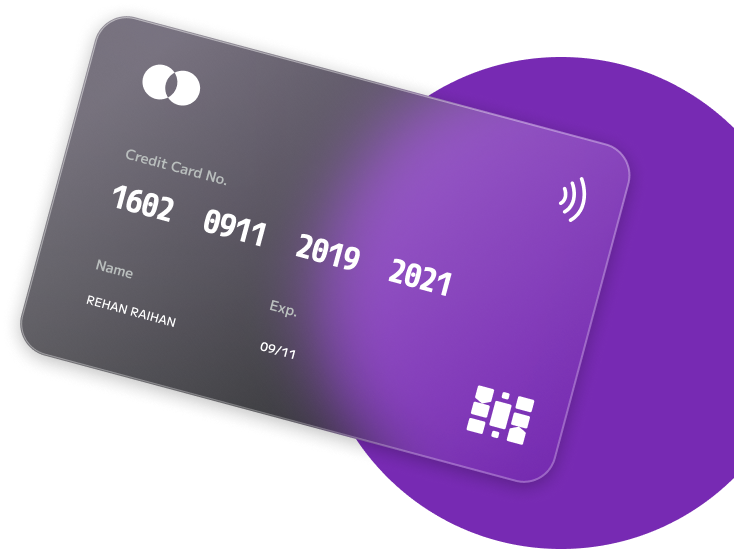 Credit Card No.
1602 0911 2019 2021
Name
Exp.
REHAN RAIHAN
09/11